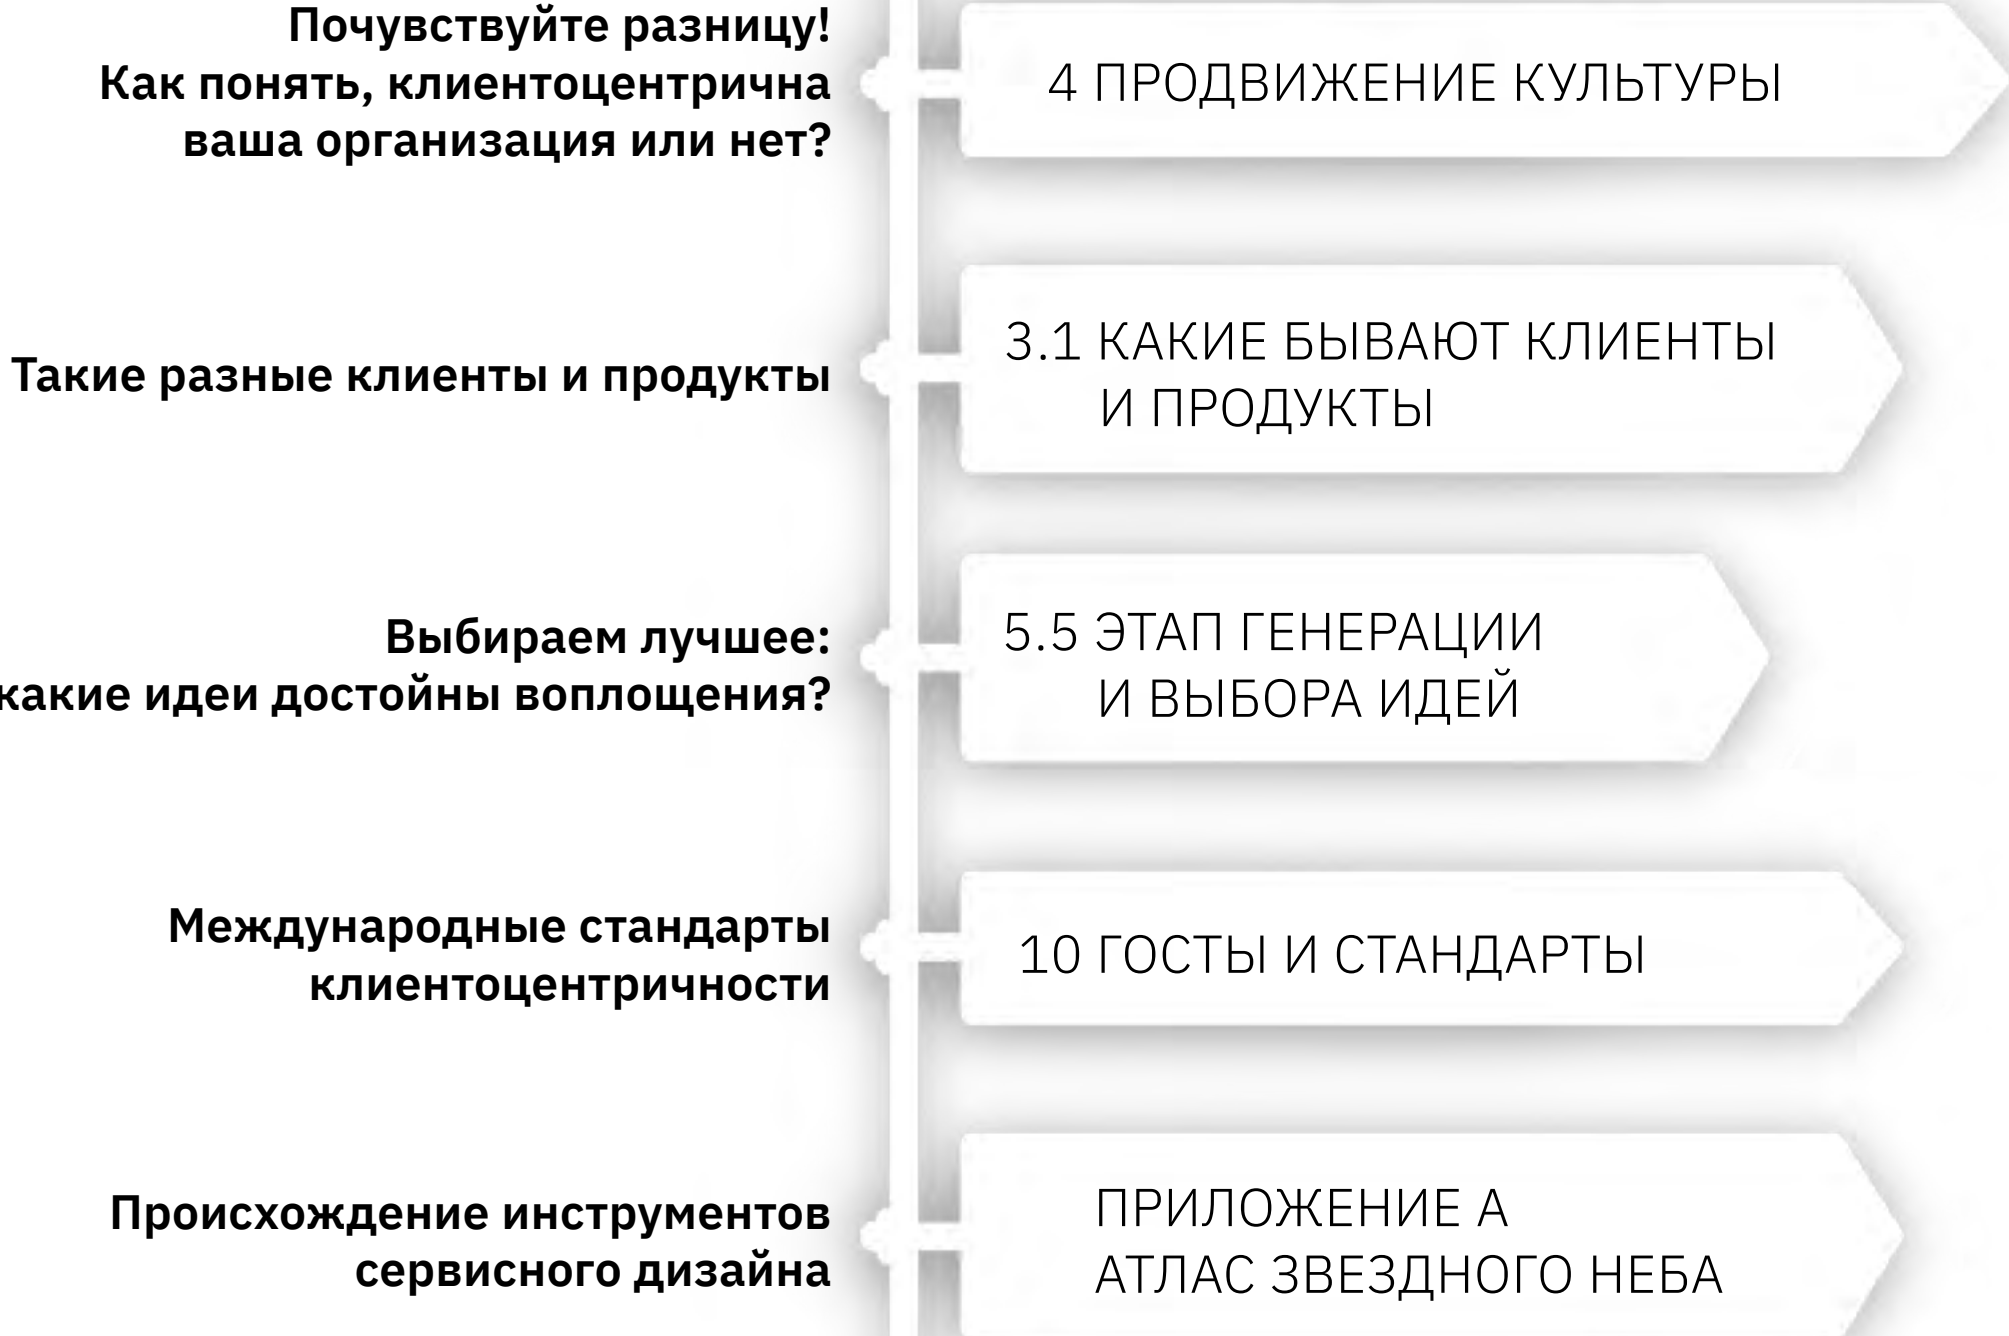 Почувствуйте разницу!
Как понять, клиентоцентрична
ваша организация или нет?
4 ПРОДВИЖЕНИЕ КУЛЬТУРЫ
Такие разные клиенты и продукты
3.1 КАКИЕ БЫВАЮТ КЛИЕНТЫ
И ПРОДУКТЫ
Выбираем лучшее:
какие идеи достойны воплощения?
5.5 ЭТАП ГЕНЕРАЦИИ
И ВЫБОРА ИДЕЙ
Международные стандарты
клиентоцентричности
10 ГОСТЫ И СТАНДАРТЫ
Происхождение инструментов
сервисного дизайна
ПРИЛОЖЕНИЕ А
АТЛАС ЗВЕЗДНОГО НЕБА